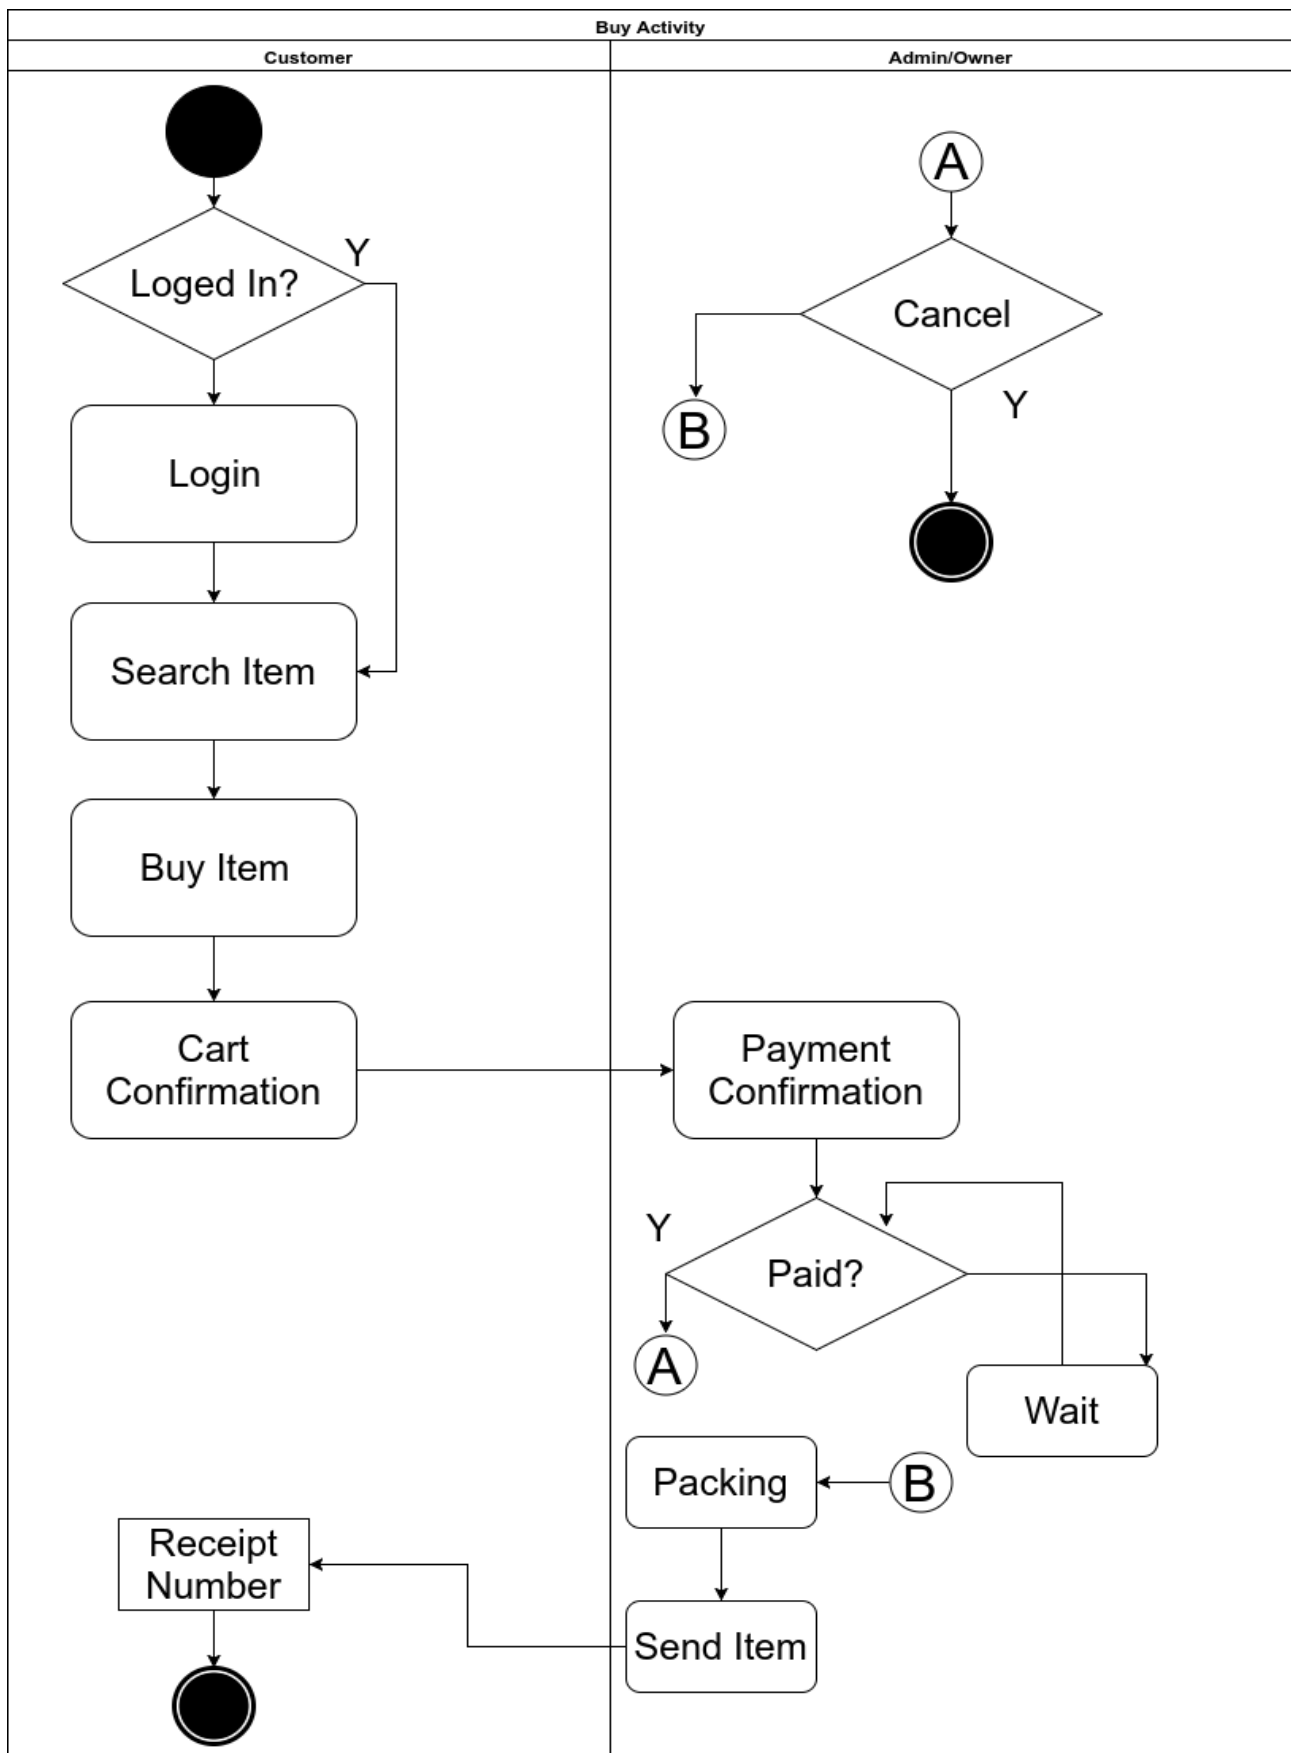 Buy Activity
Customer
Admin/Owner
A
Y
Loged In?
Cancel
Y
B
Login
Search Item
Buy Item
Cart
Confirmation
Payment
Confirmation
Y
Paid?
A
Wait
Packing
B
Receipt
Number
Send Item